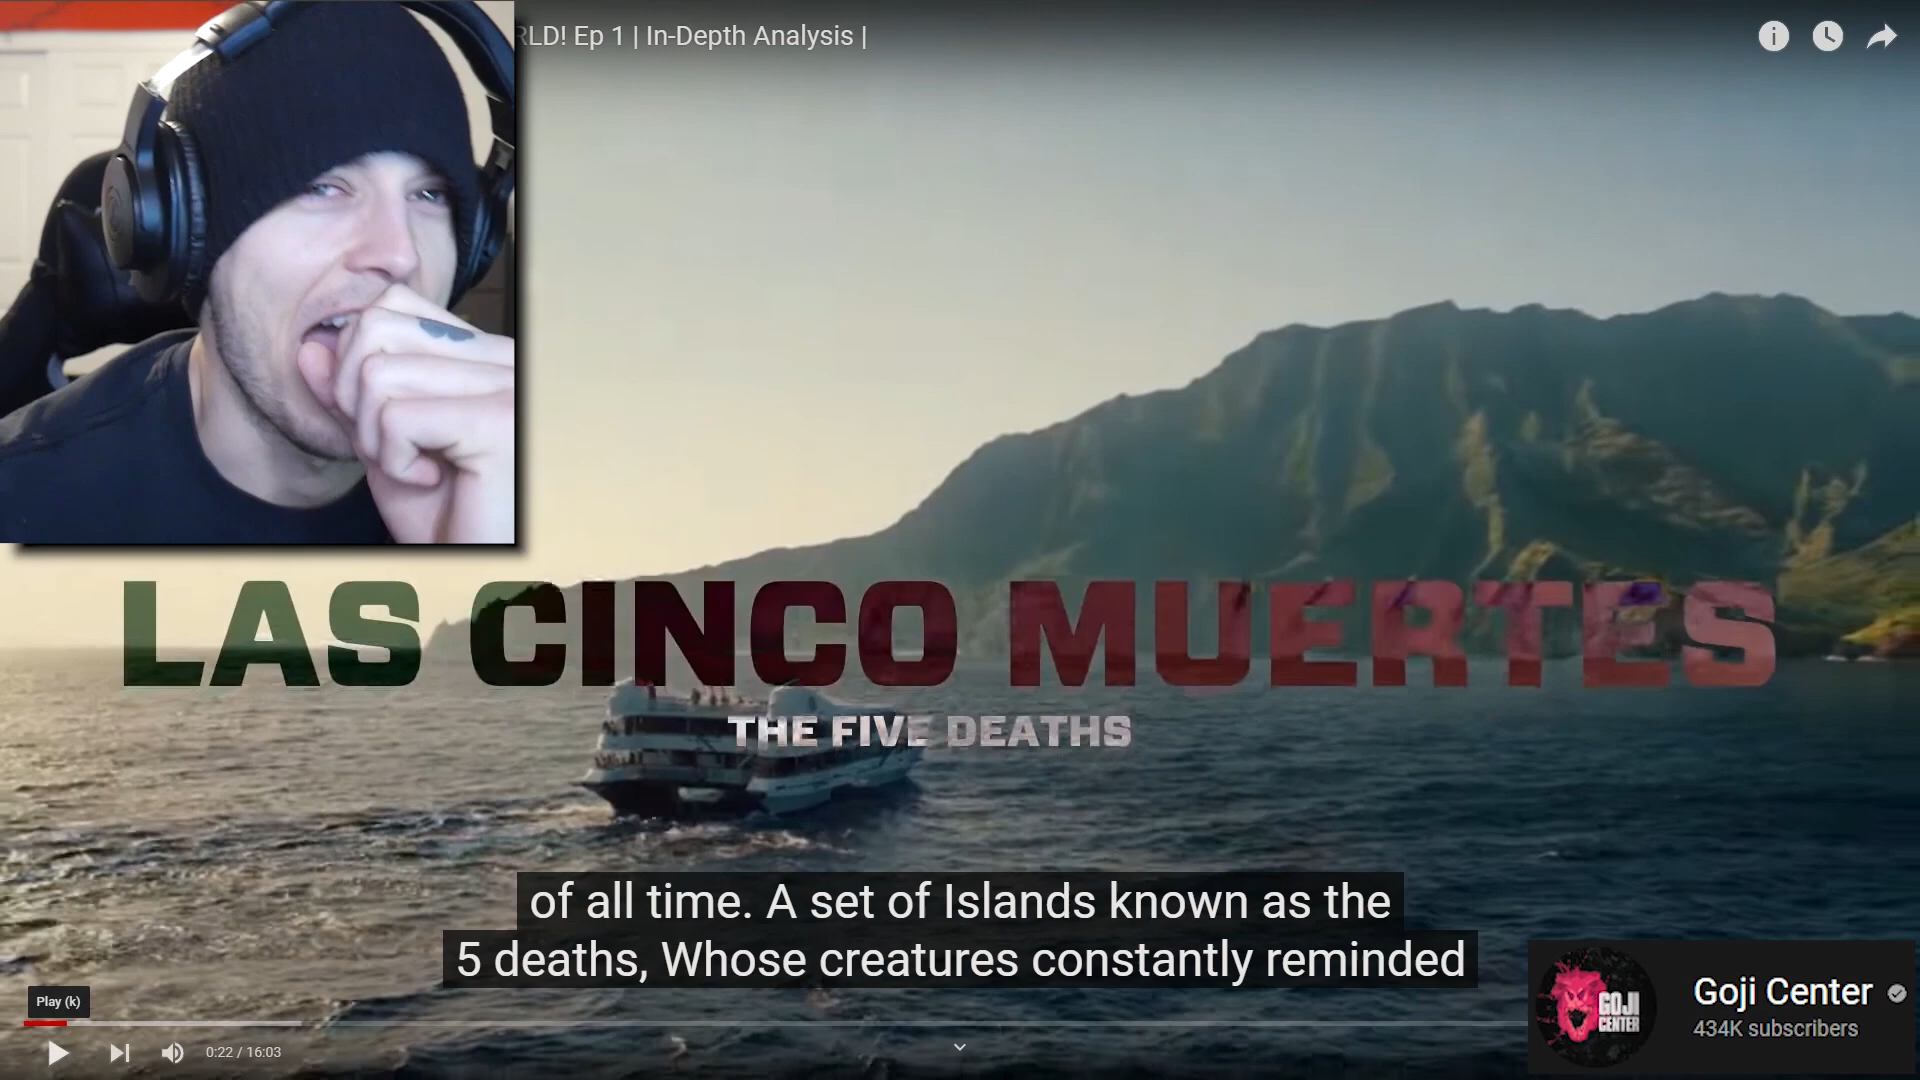 RLD! Ep 1 | In-Depth Analysis |
LAS CINCO MUERTES
THE FIVE DEATHS
of all time. A set of Islands known as the
5 deaths, Whose creatures constantly reminded
Play (k)
0:22 / 16:03
GOJI
CENTER
Goji Center
434K subscribers